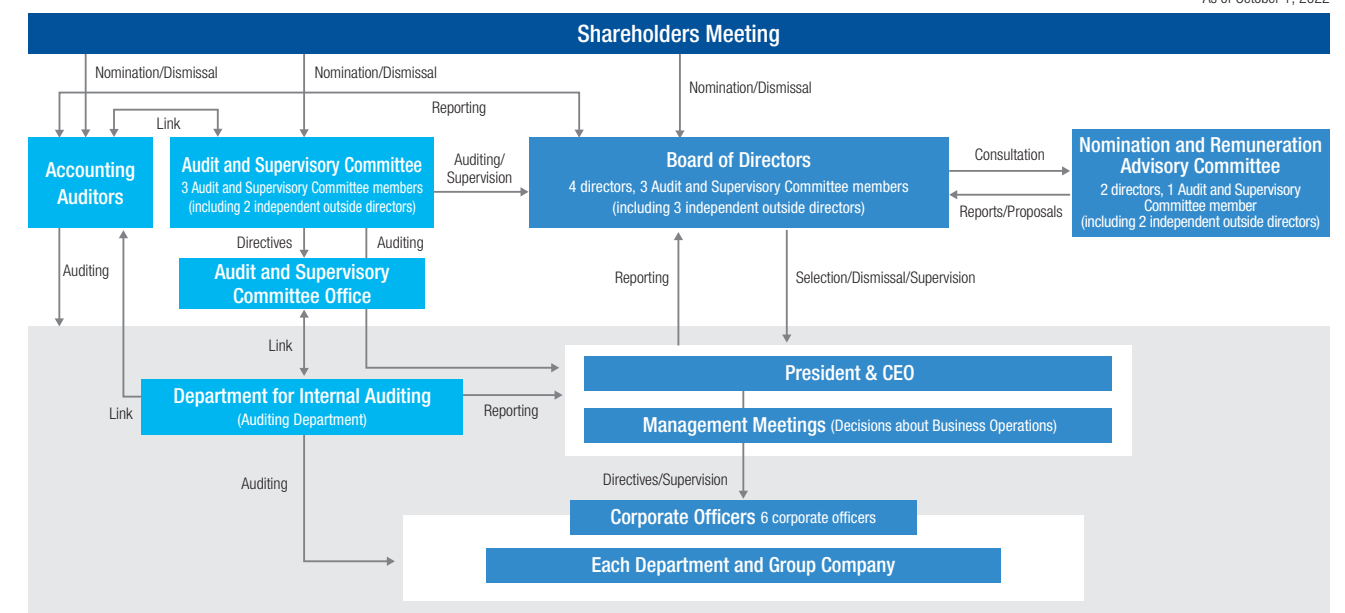 As of October 1, 2022
Shareholders Meeting
Nomination/Dismissal
Nomination/Dismissal
Nomination/Dismissal
Reporting
Link
Accounting
Auditors
Audit and Supervisory Committee
3 Audit and Supervisory Committee members
(including 2 independent outside directors)
Auditing/
Supervision
Board of Directors
4 directors, 3 Audit and Supervisory Committee members
(including 3 independent outside directors)
Consultation
Reports/Proposals
Nomination and Remuneration
Advisory Committee
2 directors, 1 Audit and Supervisory
Committee member
(including 2 independent outside directors)
Directives
Auditing
Auditing
Audit and Supervisory
Committee Office
Reporting
Selection/Dismissal/Supervision
Link
President & CEO
Department for Internal Auditing
(Auditing Department)
Link
Reporting
Management Meetings (Decisions about Business Operations)
Auditing
Directives/Supervision
Corporate Officers 6 corporate officers
Each Department and Group Company